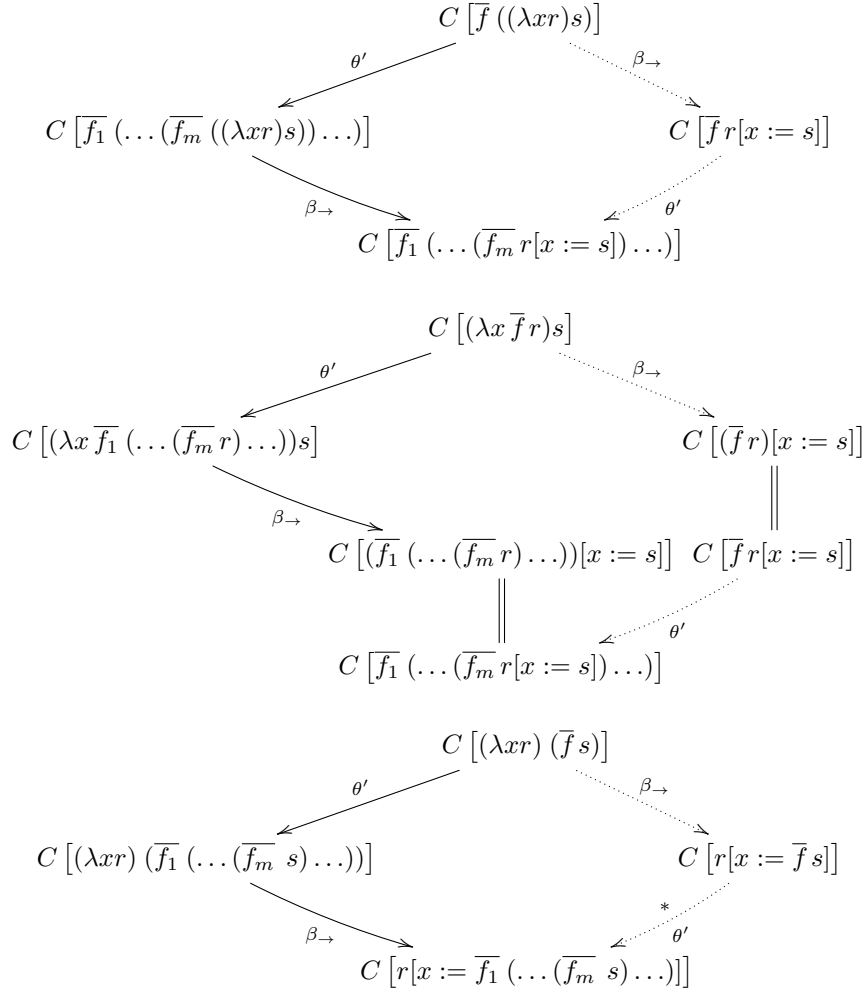 C [f̅ ((λxr)s)]
θ′ β→
C [f̅₁ (... (f̅ₘ ((λxr)s)) ...)] C [f̅ r[x := s]]
β→ θ′
C [f̅₁ (... (f̅ₘ r[x := s]) ...)]
C [(λx f̅ r)s]
θ′ β→
C [(λx f̅₁ (... (f̅ₘ r) ...))s] C [(f̅ r)[x := s]]
β→
C [(f̅₁ (... (f̅ₘ r) ...))[x := s]] C [f̅ r[x := s]]
θ′
C [f̅₁ (... (f̅ₘ r[x := s]) ...)]
C [(λxr) (f̅ s)]
θ′ β→
C [(λxr) (f̅₁ (... (f̅ₘ s) ...))] C [r[x := f̅ s]]
β→ * θ′
C [r[x := f̅₁ (... (f̅ₘ s) ...)]]